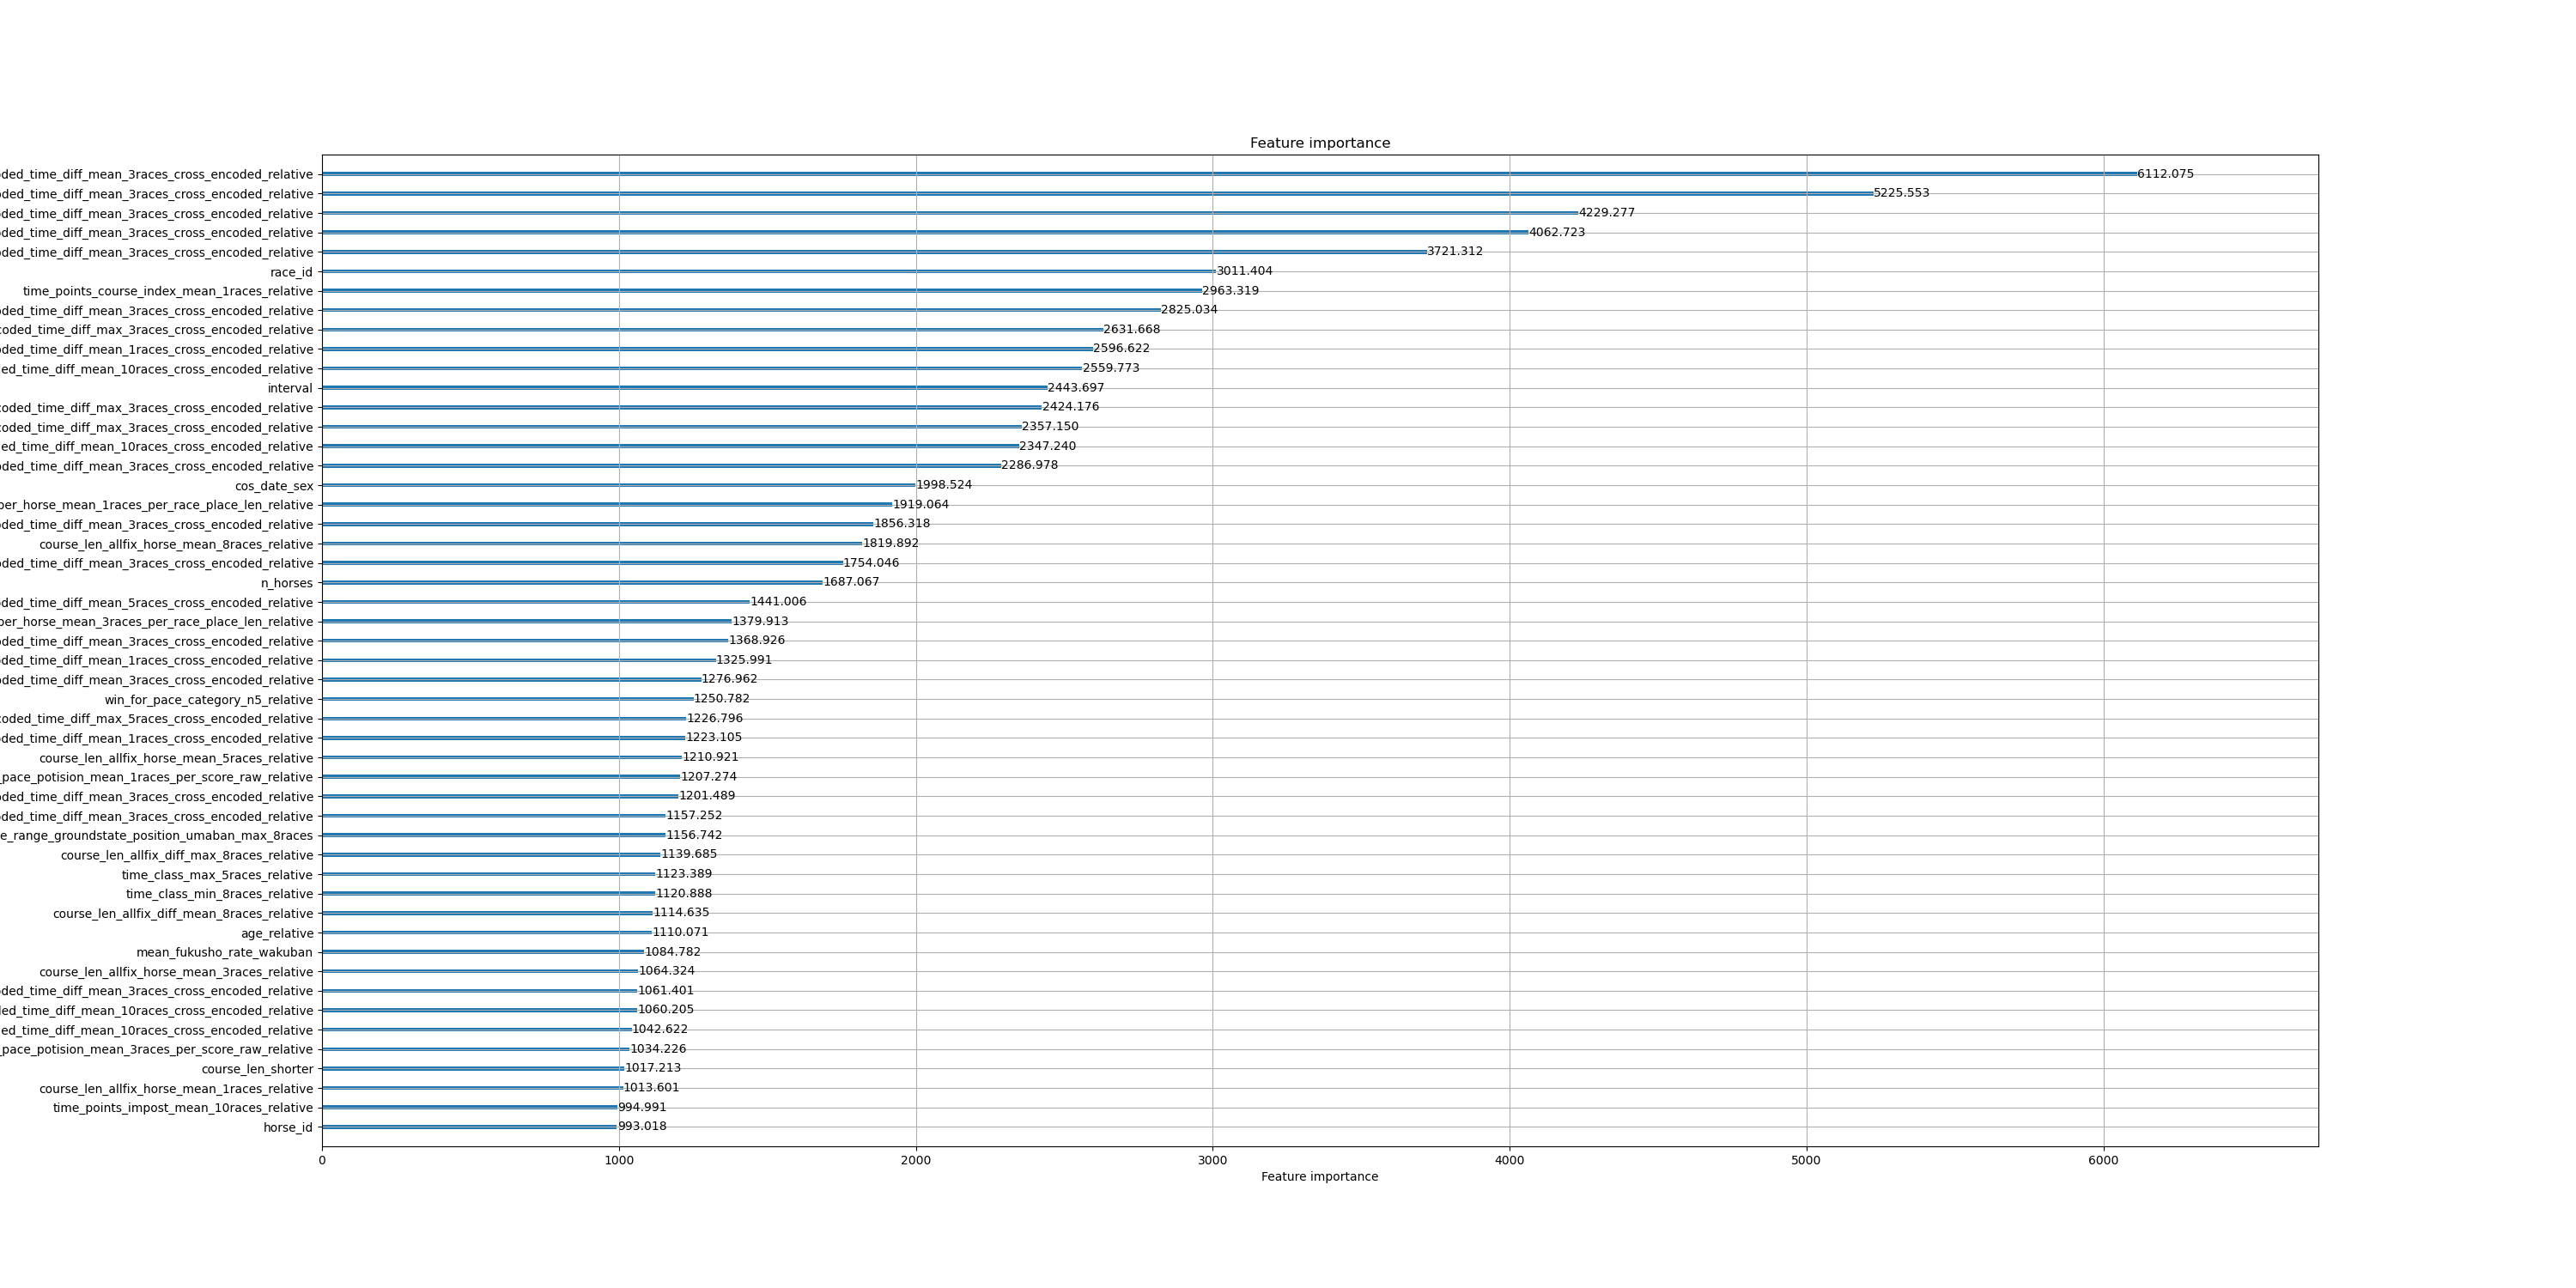 Feature importance
oded_time_diff_mean_3races_cross_encoded_relative 6112.075
oded_time_diff_mean_3races_cross_encoded_relative 5225.553
oded_time_diff_mean_3races_cross_encoded_relative 4229.277
oded_time_diff_mean_3races_cross_encoded_relative 4062.723
oded_time_diff_mean_3races_cross_encoded_relative 3721.312
race_id 3011.404
time_points_course_index_mean_1races_relative 2963.319
oded_time_diff_mean_3races_cross_encoded_relative 2825.034
coded_time_diff_max_3races_cross_encoded_relative 2631.668
oded_time_diff_mean_1races_cross_encoded_relative 2596.622
ed_time_diff_mean_10races_cross_encoded_relative 2559.773
interval 2443.697
coded_time_diff_max_3races_cross_encoded_relative 2424.176
coded_time_diff_max_3races_cross_encoded_relative 2357.150
ed_time_diff_mean_10races_cross_encoded_relative 2347.240
oded_time_diff_mean_3races_cross_encoded_relative 2286.978
cos_date_sex 1998.524
per_horse_mean_1races_per_race_place_len_relative 1919.064
oded_time_diff_mean_3races_cross_encoded_relative 1856.318
course_len_allfix_horse_mean_8races_relative 1819.892
oded_time_diff_mean_3races_cross_encoded_relative 1754.046
n_horses 1687.067
oded_time_diff_mean_5races_cross_encoded_relative 1441.006
per_horse_mean_3races_per_race_place_len_relative 1379.913
oded_time_diff_mean_3races_cross_encoded_relative 1368.926
oded_time_diff_mean_1races_cross_encoded_relative 1325.991
oded_time_diff_mean_3races_cross_encoded_relative 1276.962
win_for_pace_category_n5_relative 1250.782
coded_time_diff_max_5races_cross_encoded_relative 1226.796
oded_time_diff_mean_1races_cross_encoded_relative 1223.105
course_len_allfix_horse_mean_5races_relative 1210.921
_pace_potision_mean_1races_per_score_raw_relative 1207.274
oded_time_diff_mean_3races_cross_encoded_relative 1201.489
oded_time_diff_mean_3races_cross_encoded_relative 1157.252
e_range_groundstate_position_umaban_max_8races 1156.742
course_len_allfix_diff_max_8races_relative 1139.685
time_class_max_5races_relative 1123.389
time_class_min_8races_relative 1120.888
course_len_allfix_diff_mean_8races_relative 1114.635
age_relative 1110.071
mean_fukusho_rate_wakuban 1084.782
course_len_allfix_horse_mean_3races_relative 1064.324
oded_time_diff_mean_3races_cross_encoded_relative 1061.401
led_time_diff_mean_10races_cross_encoded_relative 1060.205
ed_time_diff_mean_10races_cross_encoded_relative 1042.622
_pace_potision_mean_3races_per_score_raw_relative 1034.226
course_len_shorter 1017.213
course_len_allfix_horse_mean_1races_relative 1013.601
time_points_impost_mean_10races_relative 994.991
horse_id 993.018
0 1000 2000 3000 4000 5000 6000
Feature importance